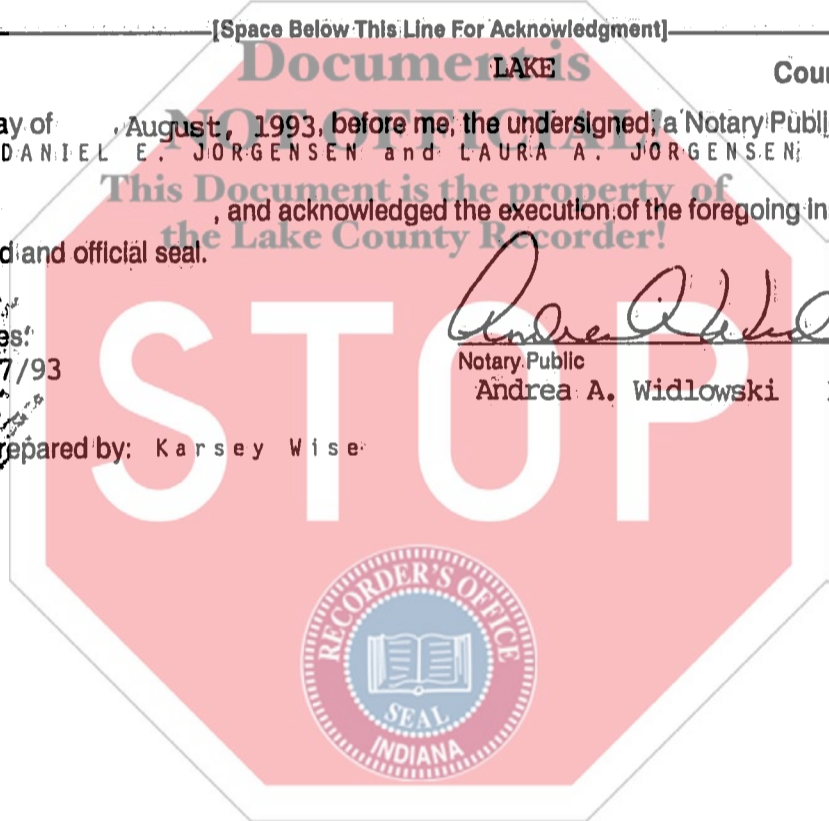 [Space Below This Line For Acknowledgment]
Document is
LAKE Cou
NOT OFFICIAL!
ay of , August, 1993, before me, the undersigned, a Notary Publi
DANIEL E. JORGENSEN and LAURA A. JORGENSEN
This Document is the property of
, and acknowledged the execution of the foregoing in
the Lake County Recorder!
d and official seal.
STOP
es:
7/93
Notary Public
Andrea A. Widlowski
repared by: Karsey Wise
RECORDER'S OFFICE
SEAL
INDIANA